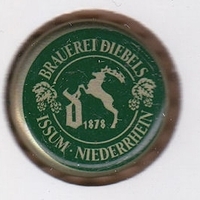 BRAUEREI DIEBELS
D
1878
ISSUM · NIEDERRHEIN